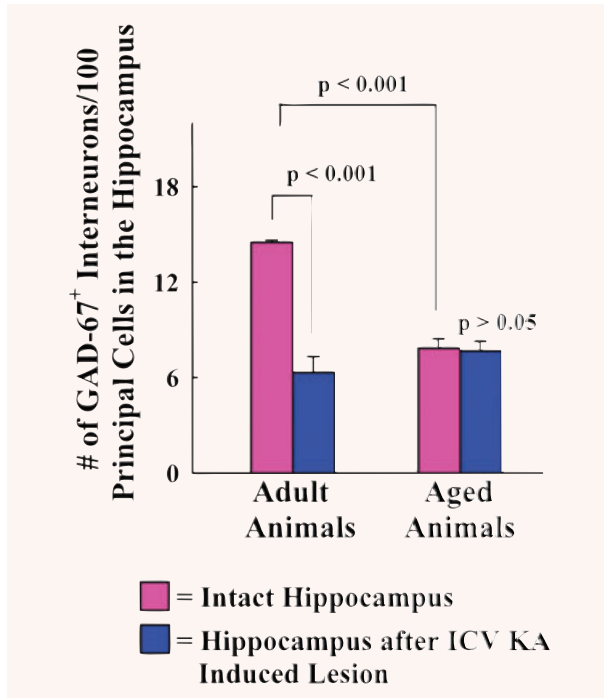 # of GAD-67+ Interneurons/100
Principal Cells in the Hippocampus
p < 0.001
p < 0.001
p > 0.05
18
12
6
0
Adult
Animals
Aged
Animals
= Intact Hippocampus
= Hippocampus after ICV KA
Induced Lesion